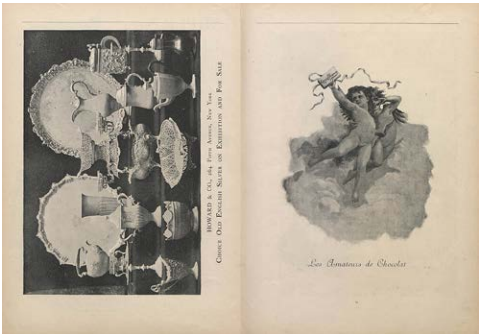 HOWARD & CO., 264 Fifth Avenue, New York
Choice Old English Silver on Exhibition and For Sale
Les Amateurs de Chocolat